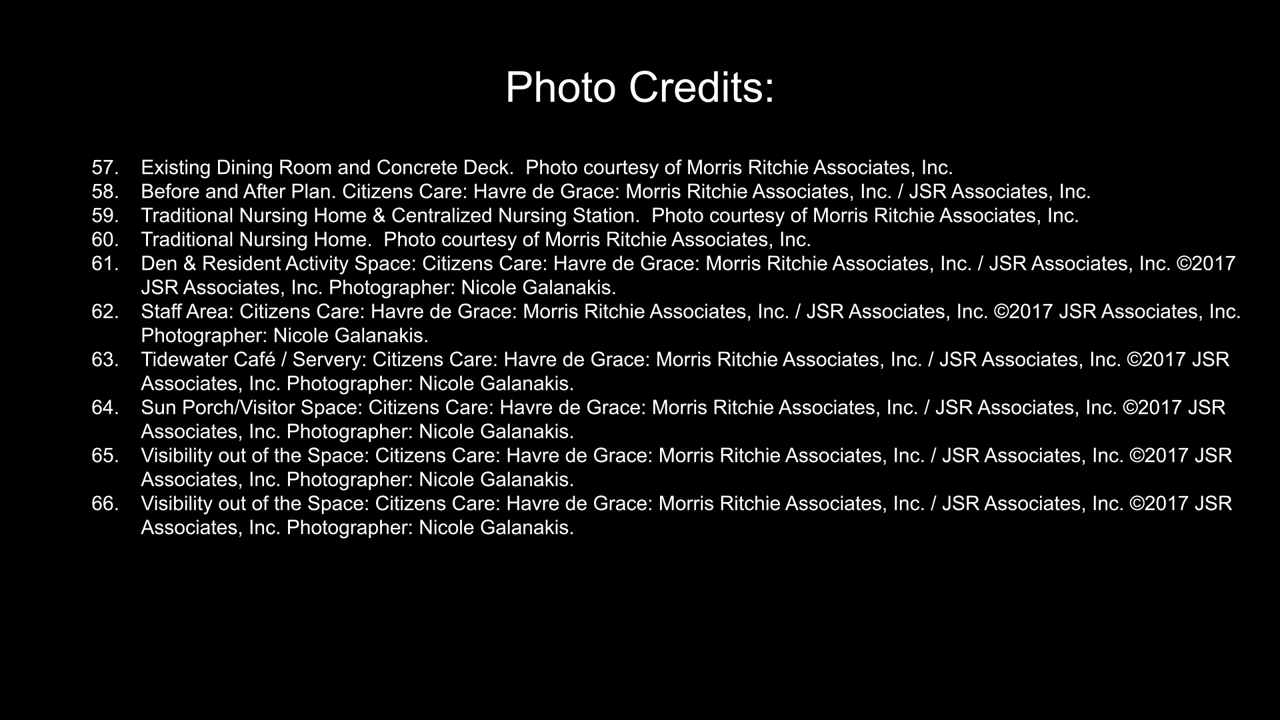 Photo Credits:
57. Existing Dining Room and Concrete Deck.  Photo courtesy of Morris Ritchie Associates, Inc.
58. Before and After Plan. Citizens Care: Havre de Grace: Morris Ritchie Associates, Inc. / JSR Associates, Inc.
59. Traditional Nursing Home & Centralized Nursing Station.  Photo courtesy of Morris Ritchie Associates, Inc.
60. Traditional Nursing Home.  Photo courtesy of Morris Ritchie Associates, Inc.
61. Den & Resident Activity Space: Citizens Care: Havre de Grace: Morris Ritchie Associates, Inc. / JSR Associates, Inc. ©2017
JSR Associates, Inc. Photographer: Nicole Galanakis.
62. Staff Area: Citizens Care: Havre de Grace: Morris Ritchie Associates, Inc. / JSR Associates, Inc. ©2017 JSR Associates, Inc.
Photographer: Nicole Galanakis.
63. Tidewater Café / Servery: Citizens Care: Havre de Grace: Morris Ritchie Associates, Inc. / JSR Associates, Inc. ©2017 JSR
Associates, Inc. Photographer: Nicole Galanakis.
64. Sun Porch/Visitor Space: Citizens Care: Havre de Grace: Morris Ritchie Associates, Inc. / JSR Associates, Inc. ©2017 JSR
Associates, Inc. Photographer: Nicole Galanakis.
65. Visibility out of the Space: Citizens Care: Havre de Grace: Morris Ritchie Associates, Inc. / JSR Associates, Inc. ©2017 JSR
Associates, Inc. Photographer: Nicole Galanakis.
66. Visibility out of the Space: Citizens Care: Havre de Grace: Morris Ritchie Associates, Inc. / JSR Associates, Inc. ©2017 JSR
Associates, Inc. Photographer: Nicole Galanakis.